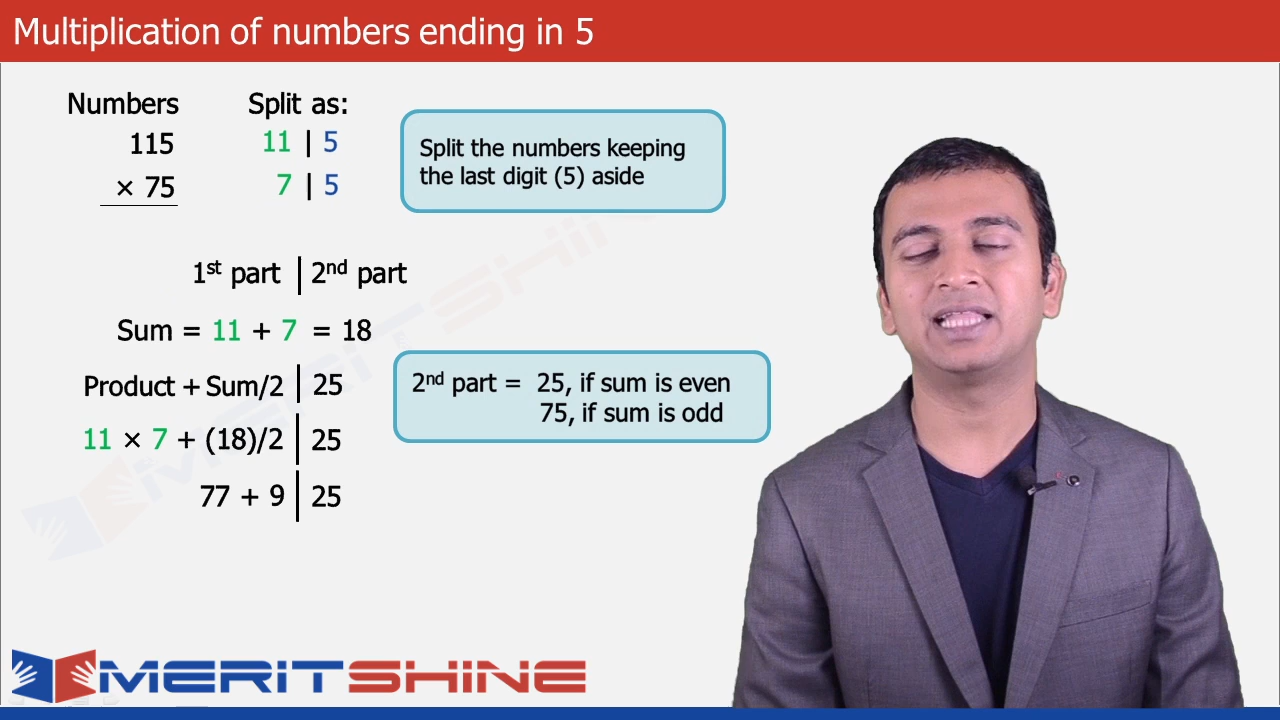 Multiplication of numbers ending in 5
Numbers Split as:
115 11 | 5
× 75 7 | 5
Split the numbers keeping
the last digit (5) aside
1st part | 2nd part
Sum = 11 + 7 = 18
Product + Sum/2 | 25
11 × 7 + (18)/2 | 25
77 + 9 | 25
2nd part = 25, if sum is even
75, if sum is odd
MERITSHINE
MERITSHINE